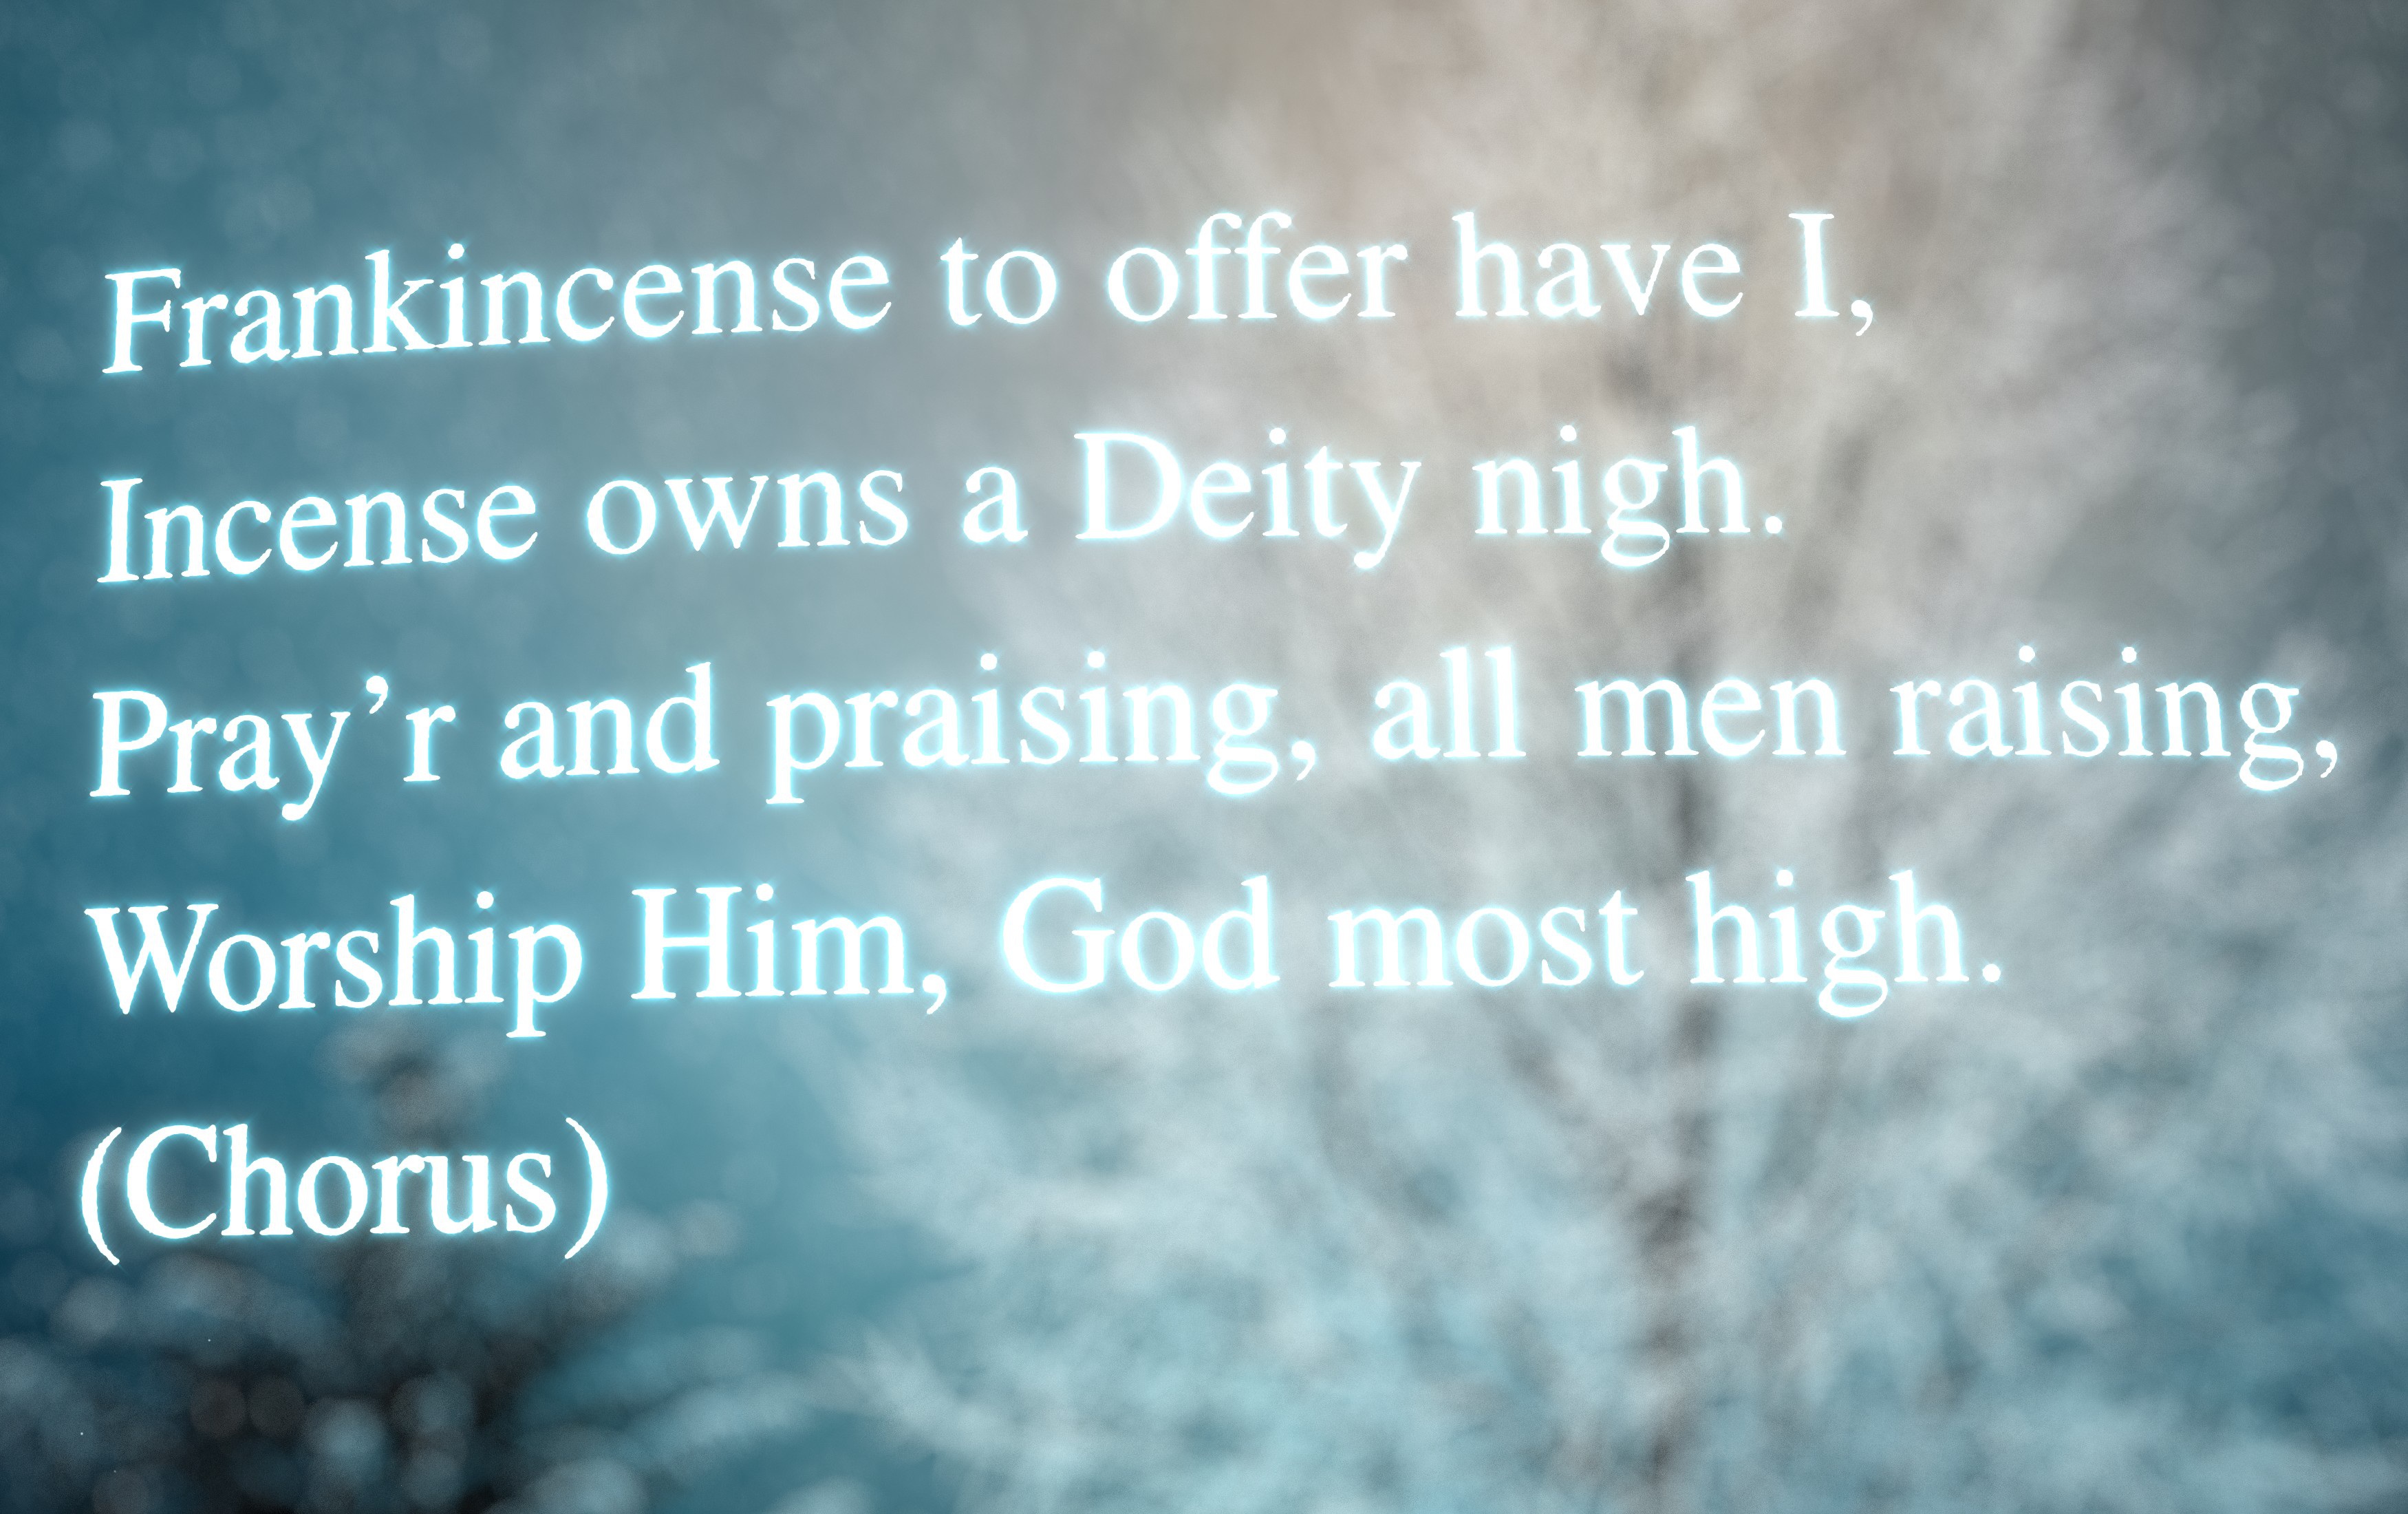 Frankincense to offer have I,
Incense owns a Deity nigh.
Pray’r and praising, all men raising,
Worship Him, God most high.
(Chorus)